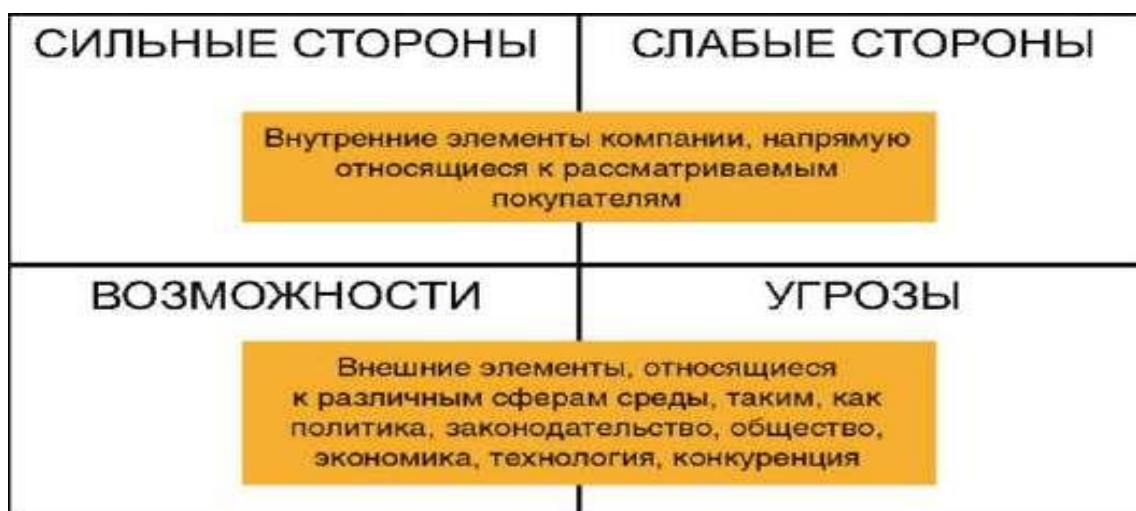 СИЛЬНЫЕ СТОРОНЫ
СЛАБЫЕ СТОРОНЫ
Внутренние элементы компании, напрямую
относящиеся к рассматриваемым
покупателям
ВОЗМОЖНОСТИ
УГРОЗЫ
Внешние элементы, относящиеся
к различным сферам среды, таким, как
политика, законодательство, общество,
экономика, технология, конкуренция